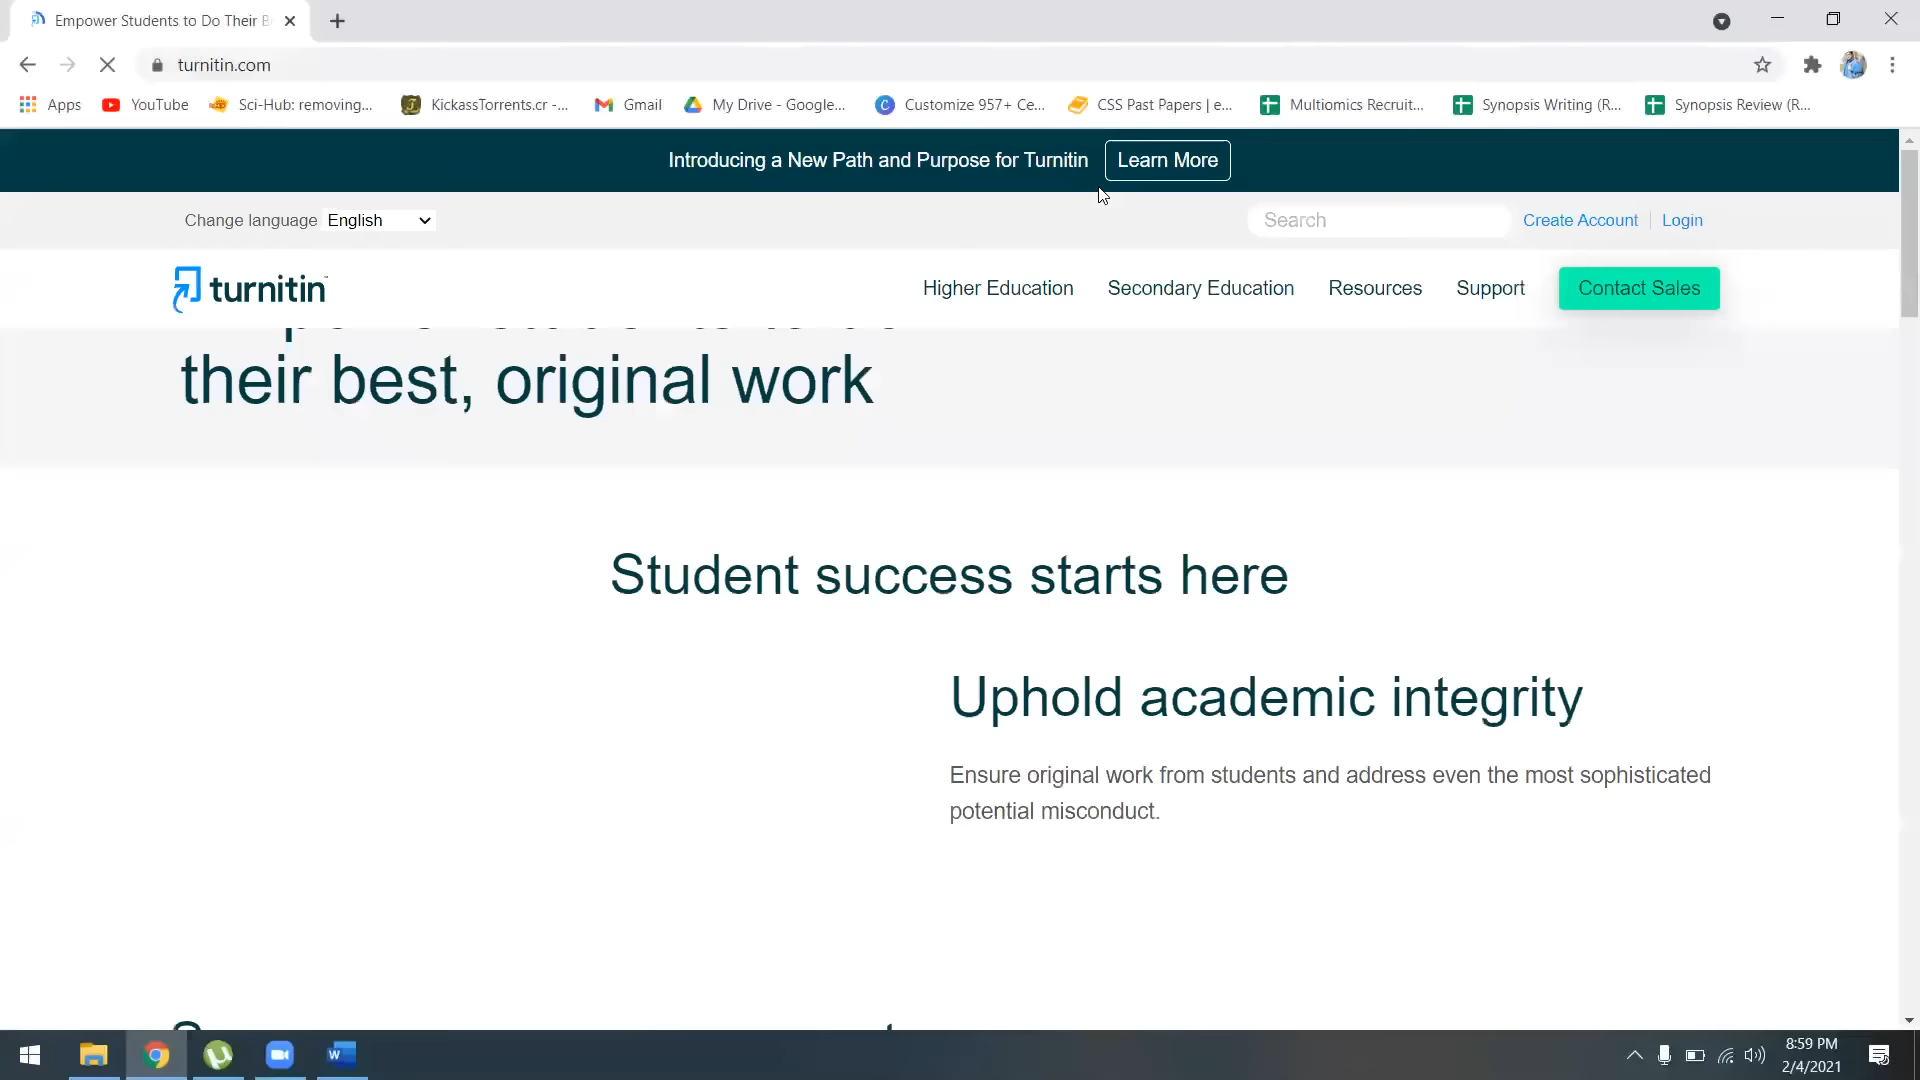 Empower Students to Do Their B
turnitin.com
Apps
YouTube
Sci-Hub: removing...
KickassTorrents.cr -...
Gmail
My Drive - Google...
Customize 957+ Ce...
CSS Past Papers | e...
Multiomics Recruit...
Synopsis Writing (R...
Synopsis Review (R...
Introducing a New Path and Purpose for Turnitin
Learn More
Change language
English
Search
Create Account
Login
turnitin
Higher Education
Secondary Education
Resources
Support
Contact Sales
their best, original work
Student success starts here
Uphold academic integrity
Ensure original work from students and address even the most sophisticated
potential misconduct.
8:59 PM
2/4/2021